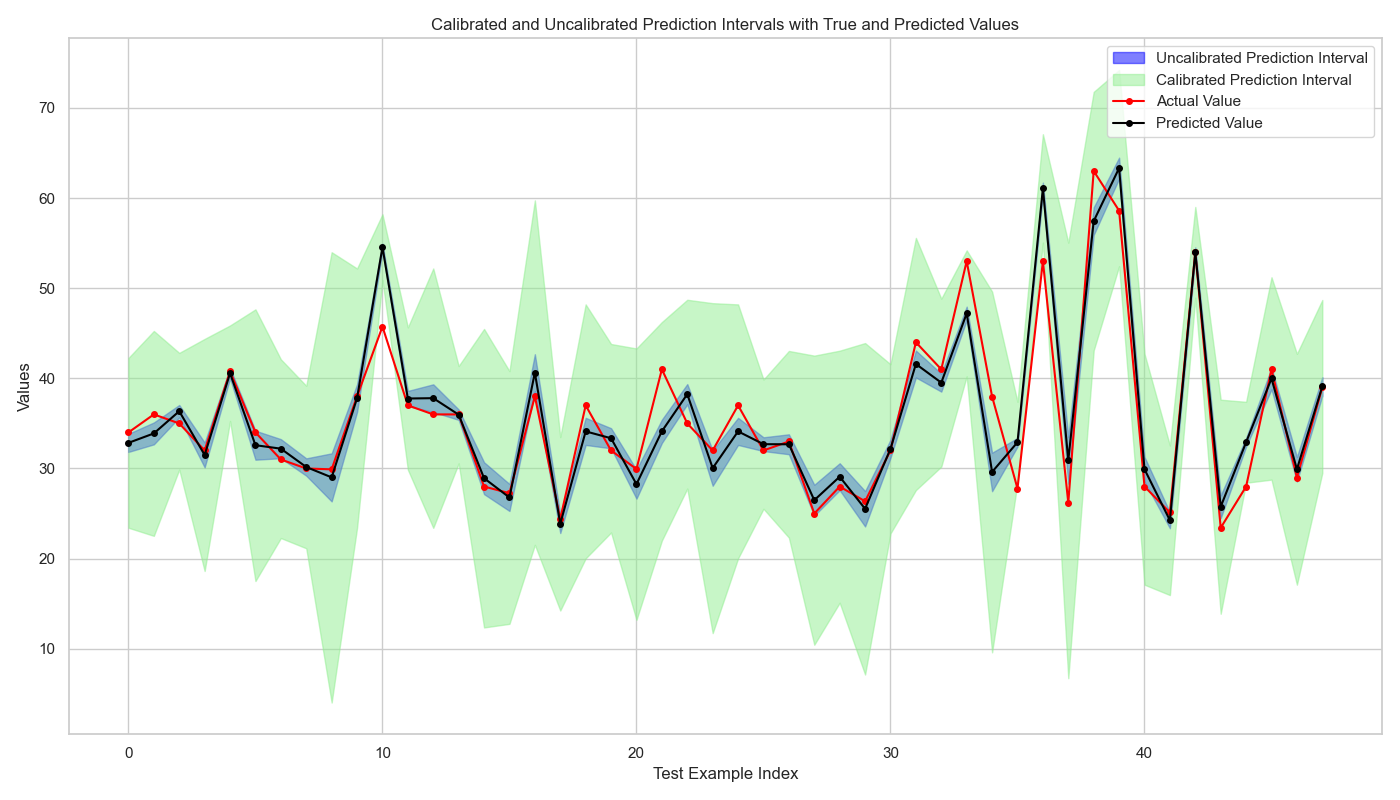 Calibrated and Uncalibrated Prediction Intervals with True and Predicted Values
Uncalibrated Prediction Interval
Calibrated Prediction Interval
Actual Value
Predicted Value
Values
70
60
50
40
30
20
10
0
10
20
30
40
Test Example Index